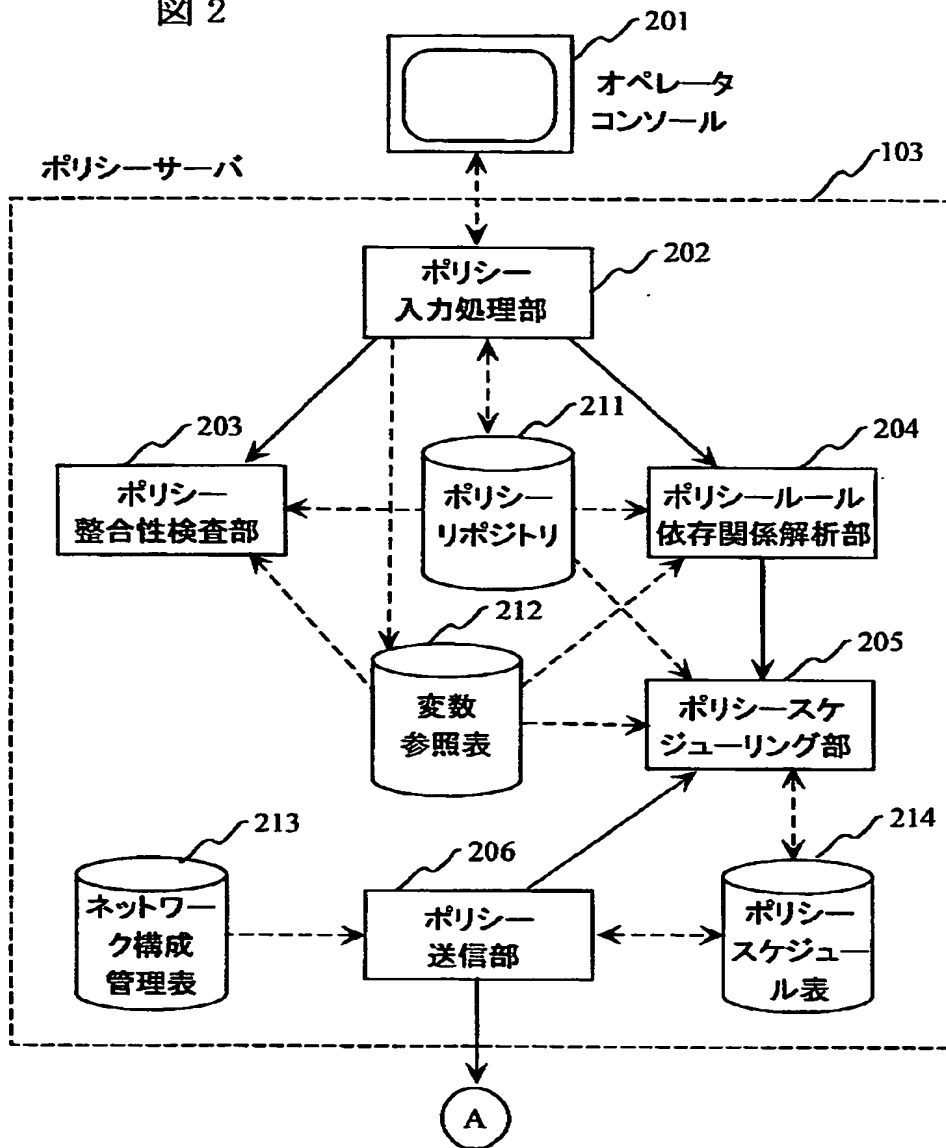 図2
201
オペレータ
コンソール
ポリシーサーバ
103
202
ポリシー
入力処理部
203
ポリシー
整合性検査部
211
ポリシー
リポジトリ
204
ポリシールール
依存関係解析部
212
変数
参照表
205
ポリシースケ
ジューリング部
213
ネットワー
ク構成
管理表
206
ポリシー
送信部
214
ポリシー
スケジュー
ル表
A